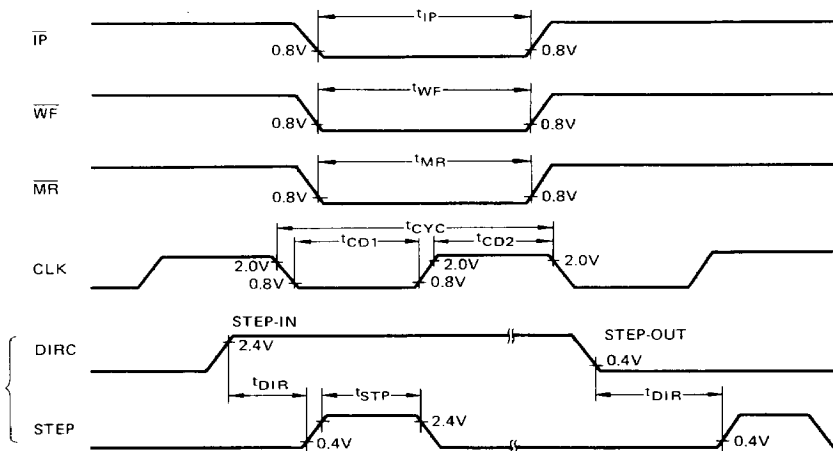 tIP
IP
0.8V 0.8V
tWF
WF
0.8V 0.8V
tMR
MR
0.8V 0.8V
tCYC
tCD1 tCD2
CLK
2.0V 2.0V 2.0V
0.8V 0.8V
STEP-IN STEP-OUT
DIRC
2.4V 0.4V
tDIR tSTP tDIR
2.4V
STEP
0.4V 0.4V